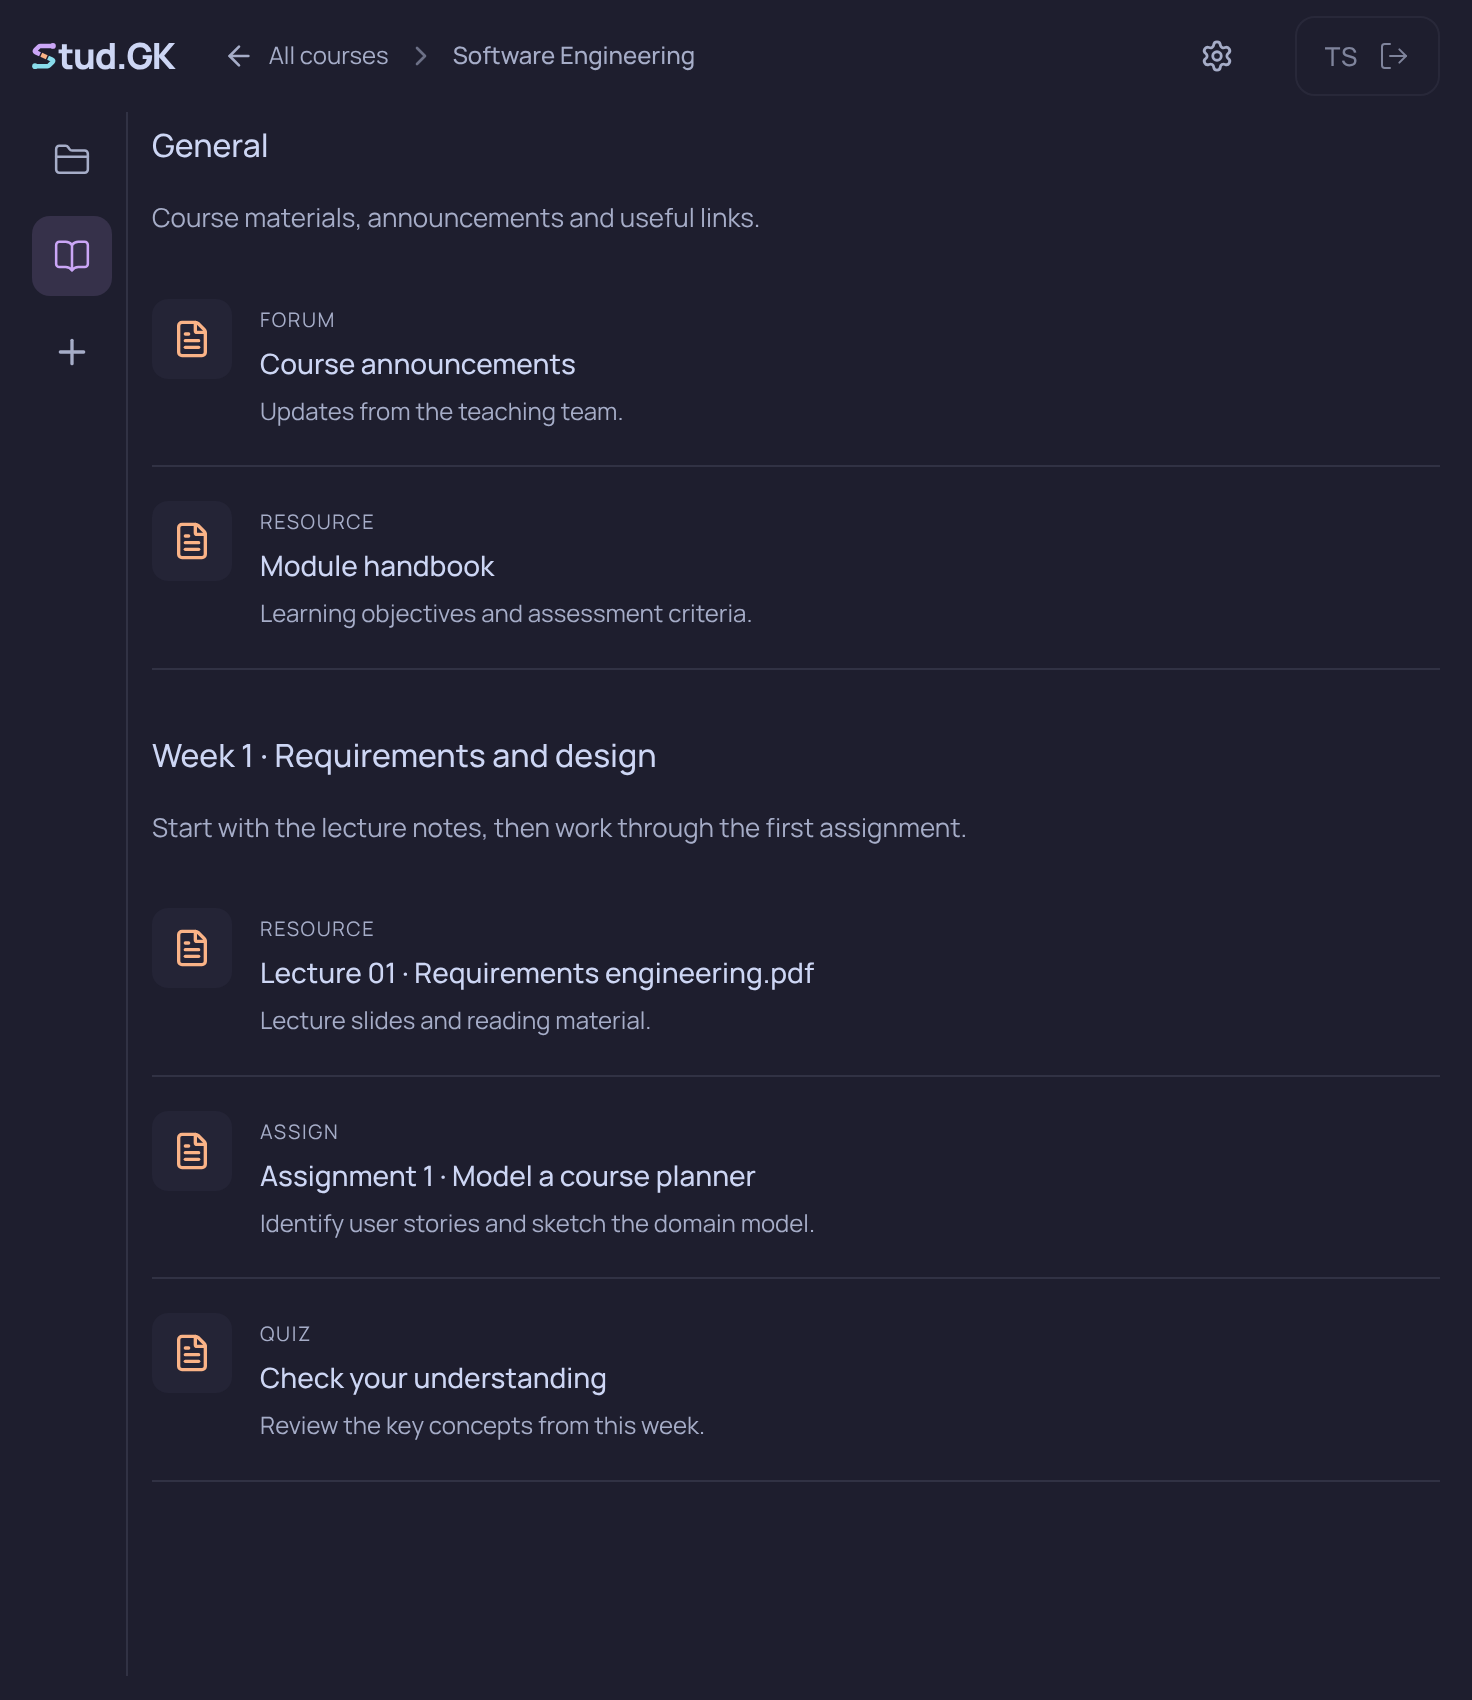 Stud.GK
All courses
Software Engineering
TS
General
Course materials, announcements and useful links.
FORUM
Course announcements
Updates from the teaching team.
RESOURCE
Module handbook
Learning objectives and assessment criteria.
Week 1 · Requirements and design
Start with the lecture notes, then work through the first assignment.
RESOURCE
Lecture 01 · Requirements engineering.pdf
Lecture slides and reading material.
ASSIGN
Assignment 1 · Model a course planner
Identify user stories and sketch the domain model.
QUIZ
Check your understanding
Review the key concepts from this week.